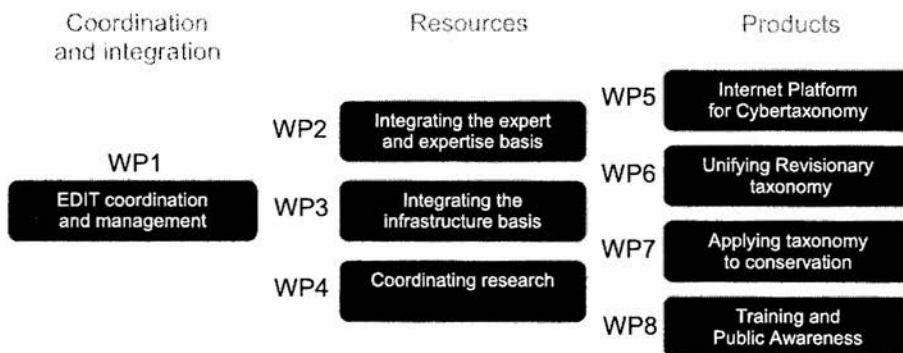 Coordination
and integration
WP1
EDIT coordination
and management
Resources
WP2
Integrating the expert
and expertise basis
WP3
Integrating the
infrastructure basis
WP4
Coordinating research
Products
WP5
Internet Platform
for Cybertaxonomy
WP6
Unifying Revisionary
taxonomy
WP7
Applying taxonomy
to conservation
WP8
Training and
Public Awareness